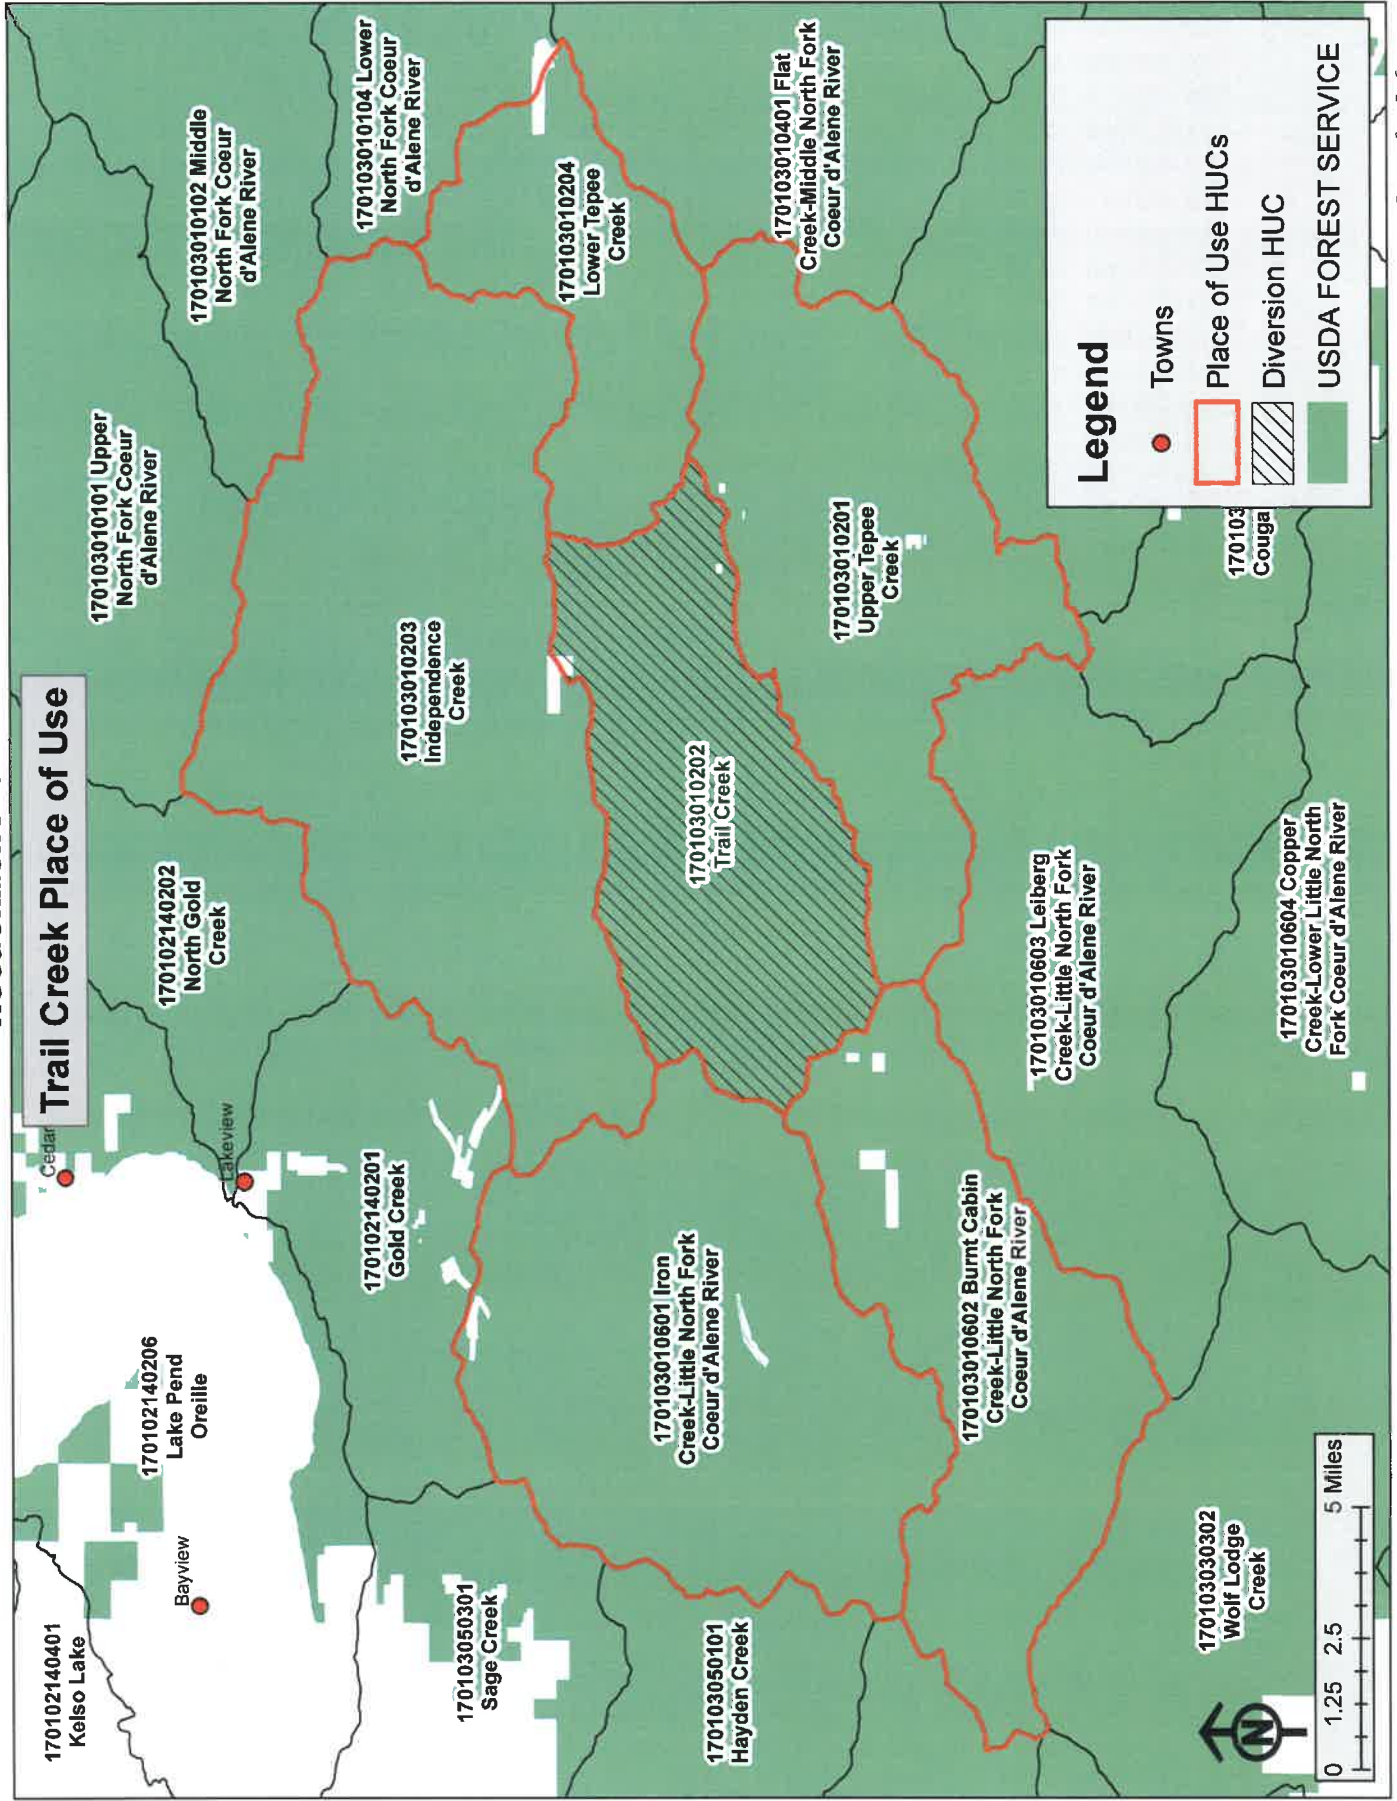 Trail Creek Place of Use
170102140401
Kelso Lake
Bayview
170102140206
Lake Pend
Oreille
Cedar
Lakeview
170102140202
North Gold
Creek
170103010101 Upper
North Fork Coeur
d'Alene River
170103010102 Middle
North Fork Coeur
d'Alene River
170103010104 Lower
North Fork Coeur
d'Alene River
170103050301
Sage Creek
170102140201
Gold Creek
170103010203
Independence
Creek
170103010204
Lower Tepee
Creek
170103050101
Hayden Creek
170103010601 Iron
Creek-Little North Fork
Coeur d'Alene River
170103010202
Trail Creek
170103010201
Upper Tepee
Creek
170103010401 Flat
Creek-Middle North Fork
Coeur d'Alene River
170103010602 Burnt Cabin
Creek-Little North Fork
Coeur d'Alene River
170103010603 Leiberg
Creek-Little North Fork
Coeur d'Alene River
170103030302
Wolf Lodge
Creek
170103010604 Copper
Creek-Lower Little North
Fork Coeur d'Alene River
170103
Couga
Legend
Towns
Place of Use HUCs
Diversion HUC
USDA FOREST SERVICE
N
0 1.25 2.5 5 Miles